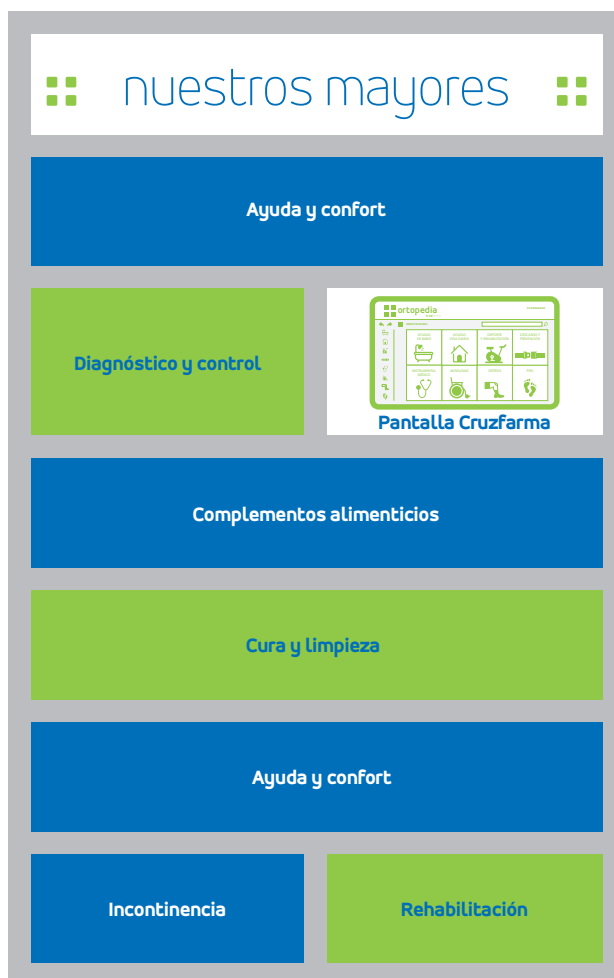 nuestros mayores
Ayuda y confort
Diagnóstico y control
ortopedia
Pantalla Cruzfarma
Complementos alimenticios
Cura y limpieza
Ayuda y confort
Incontinencia
Rehabilitación